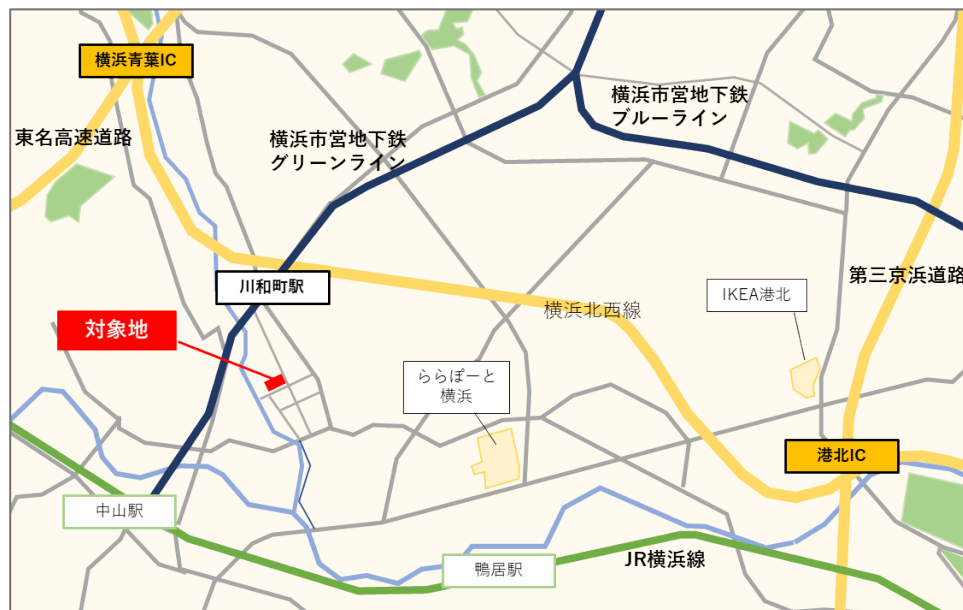 横浜青葉IC
東名高速道路
横浜市営地下鉄
グリーンライン
横浜市営地下鉄
ブルーライン
川和町駅
第三京浜道路
IKEA港北
横浜北西線
対象地
ららぽーと
横浜
港北IC
中山駅
鴨居駅
JR横浜線